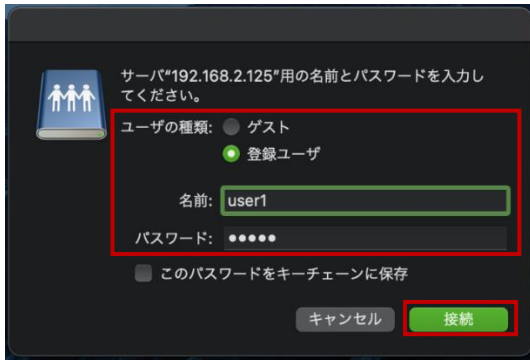 サーバ"192.168.2.125"用の名前とパスワードを入力し
てください。
ユーザの種類: ゲスト
登録ユーザ
名前: user1
パスワード: •••••
このパスワードをキーチェーンに保存
キャンセル 接続